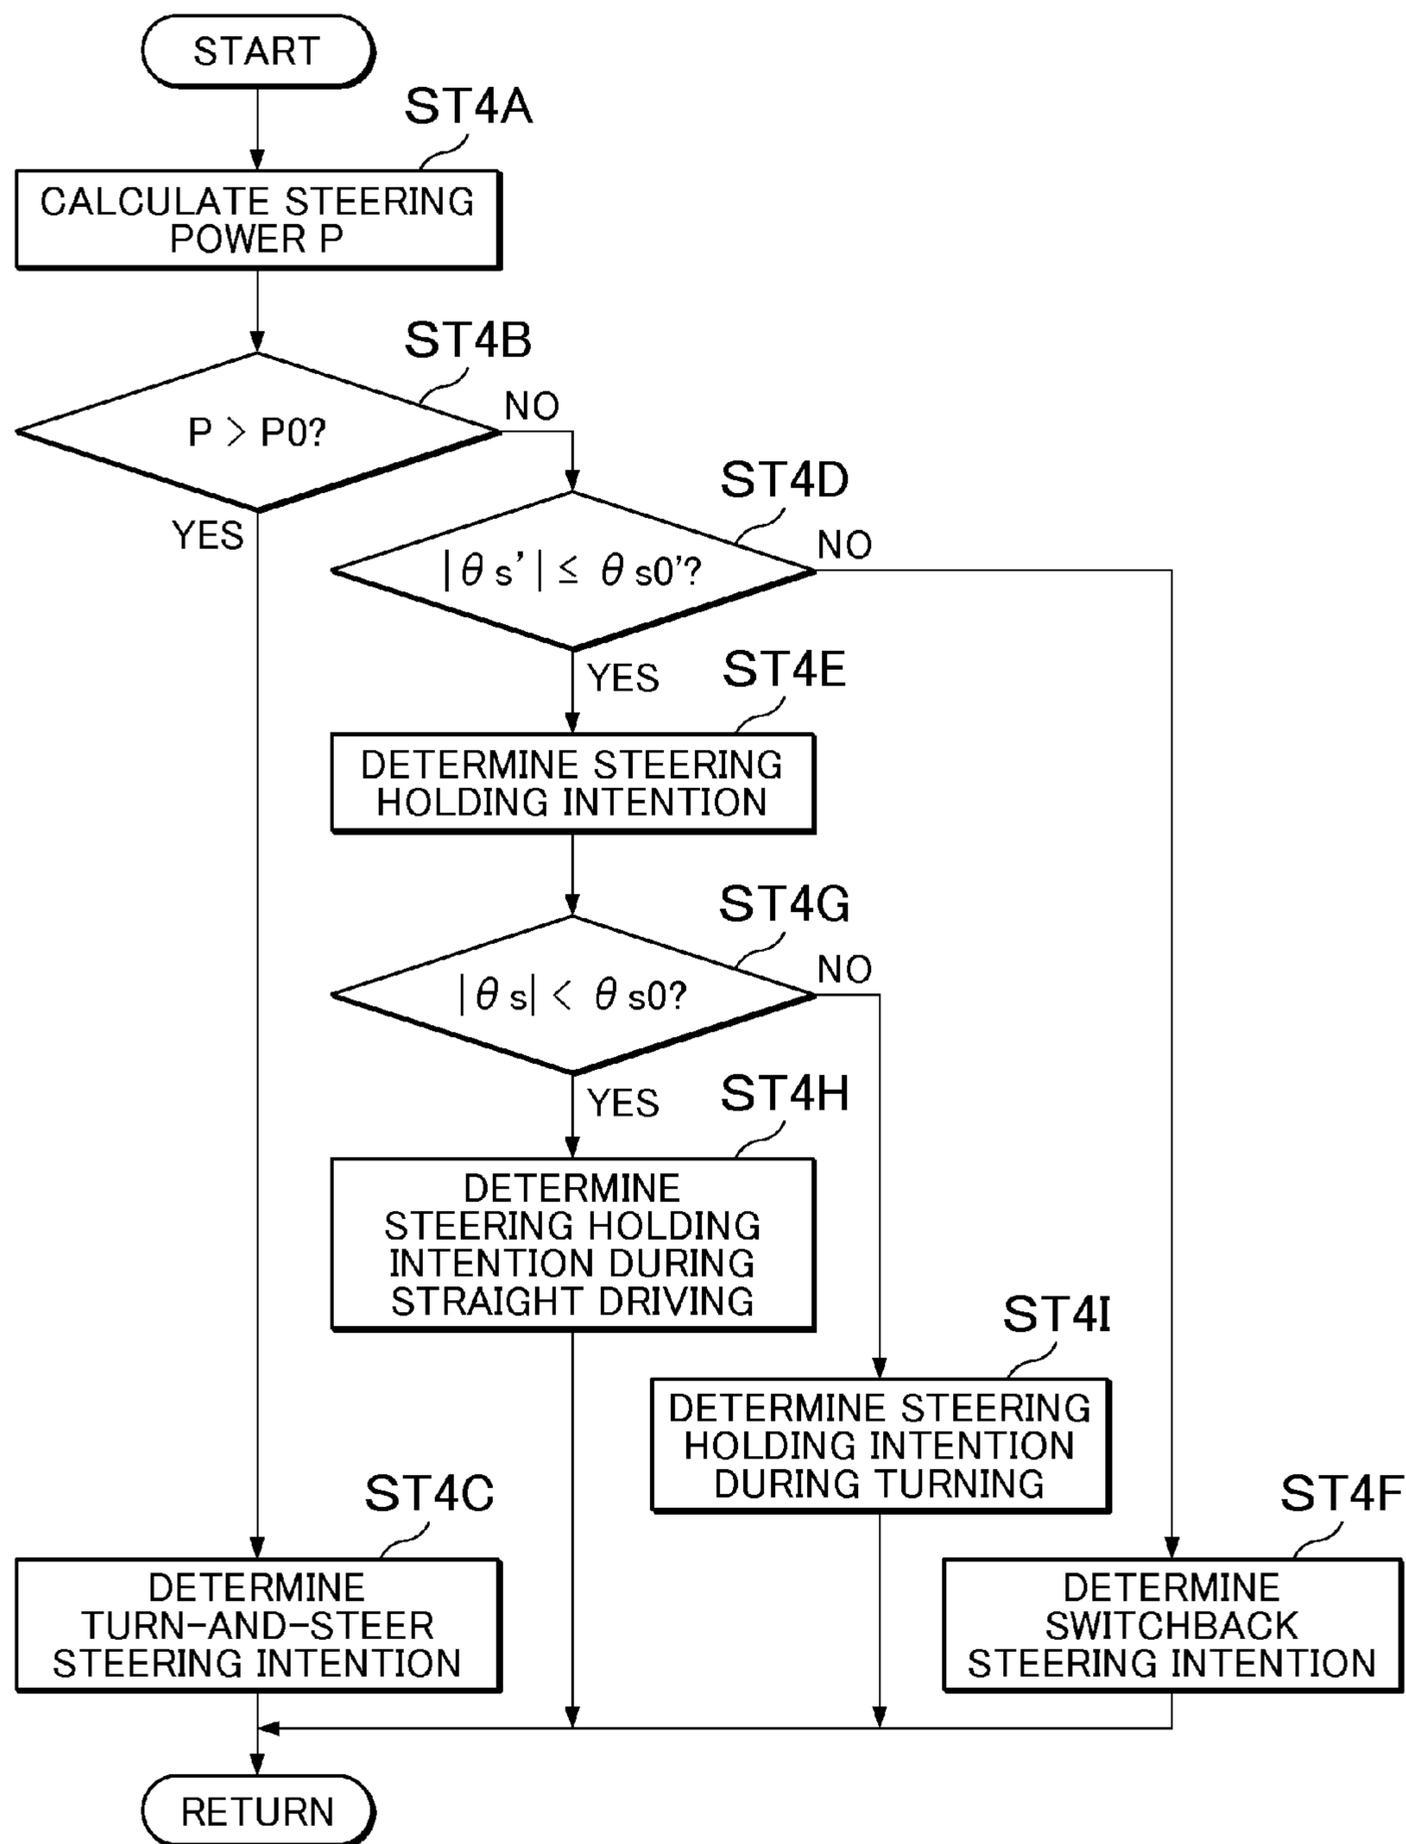 START
ST4A
CALCULATE STEERING
POWER P
ST4B
P > P0?
NO
YES
ST4D
|θs'| ≤ θs0'?
NO
YES
ST4E
DETERMINE STEERING
HOLDING INTENTION
ST4G
|θs| < θs0?
NO
YES
ST4H
DETERMINE
STEERING HOLDING
INTENTION DURING
STRAIGHT DRIVING
ST4I
DETERMINE STEERING
HOLDING INTENTION
DURING TURNING
ST4C
DETERMINE
TURN-AND-STEER
STEERING INTENTION
ST4F
DETERMINE
SWITCHBACK
STEERING INTENTION
RETURN